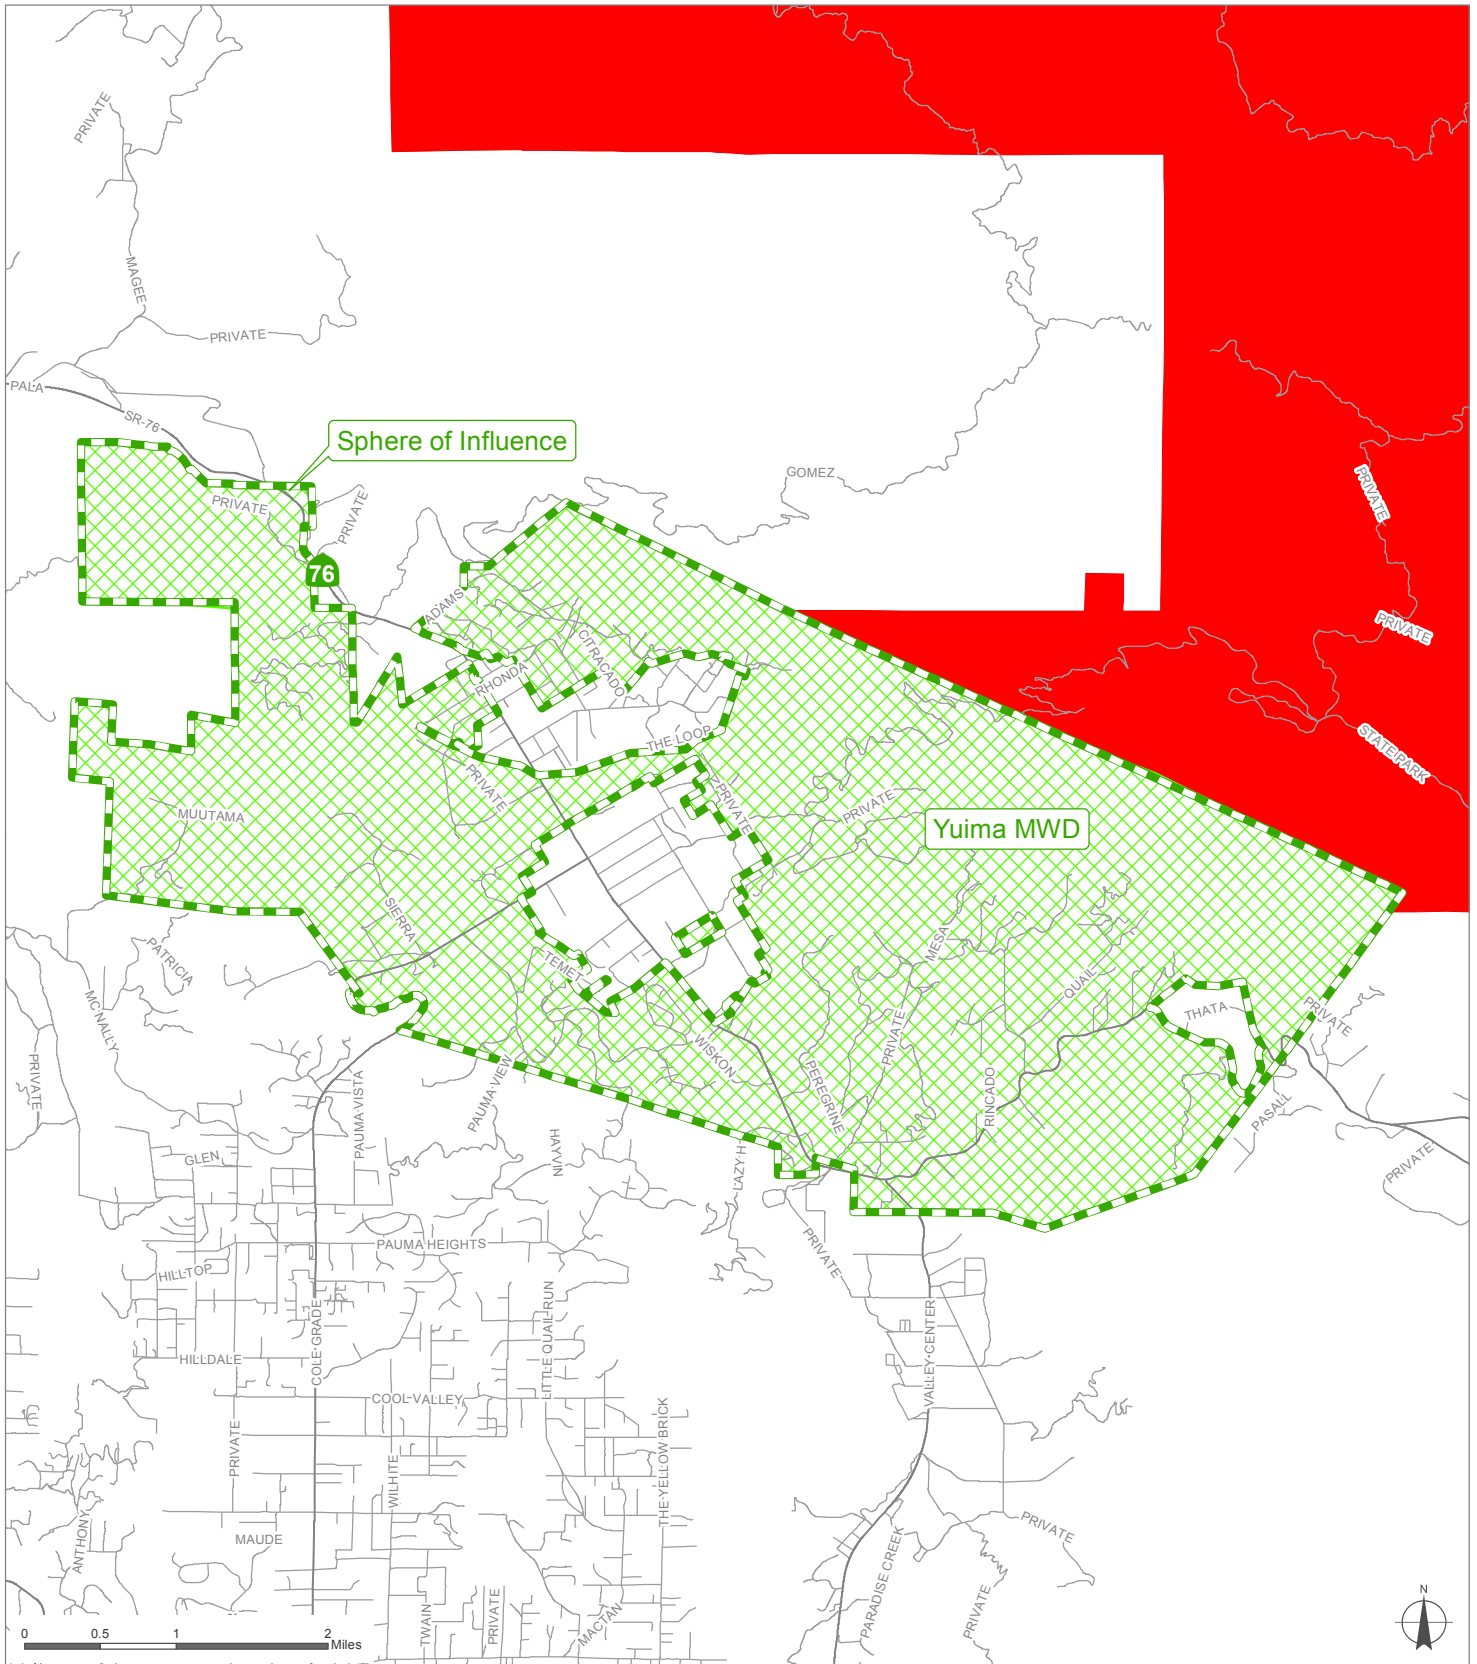 PRIVATE
MAGEE
PRIVATE
PALA
SR-76
Sphere of Influence
GOMEZ
PRIVATE
PRIVATE
PRIVATE
76
ADAMS
CITRACADO
PRIVATE
RHONDA
THE LOOP
STATE PARK
PRIVATE
PRIVATE
PRIVATE
MUUTAMA
Yuima MWD
SIERRA
PATRICIA
MESA
TEMET
QUAIL
MC NALLY
THATA
PRIVATE
PRIVATE
WISKON
PRIVATE
PAUMA VIEW
PEREGRINE
RINCADO
PAUMA VISTA
PASALL
HAYVIN
LAZY H
GLEN
PRIVATE
PAUMA HEIGHTS
PRIVATE
HILLTOP
COLE GRADE
LITTLE QUAIL RUN
VALLEY CENTER
HILLDALE
COOL VALLEY
PRIVATE
THE YELLOW BRICK
WILHITE
ANTHONY
MAUDE
PRIVATE
PARADISE CREEK
PRIVATE
TWAIN
PRIVATE
MACTAN
N
0 0.5 1 2
Miles